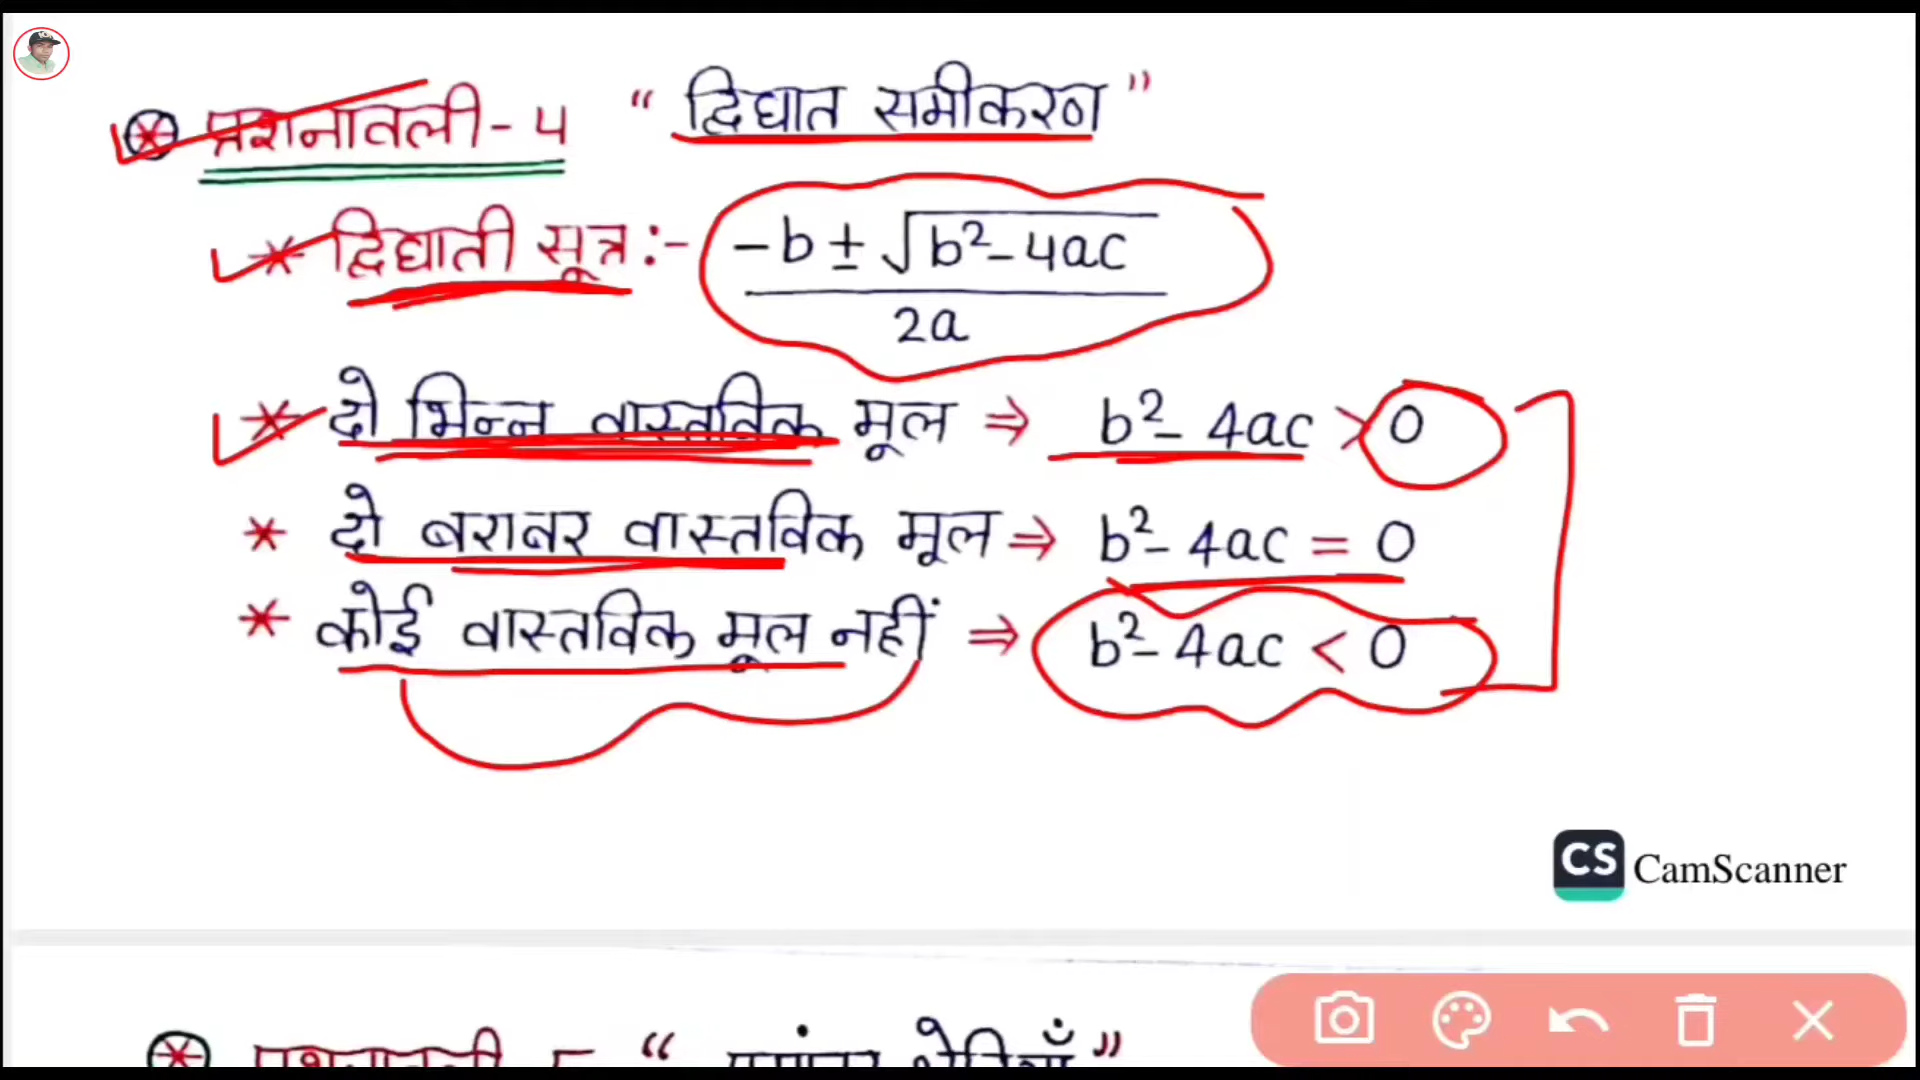 प्रश्नावली - 4 " द्विघात समीकरण "
* द्विघाती सूत्र :- -b ± √b² - 4ac
2a
* दो भिन्न वास्तविक मूल ⇒ b² - 4ac > 0
* दो बराबर वास्तविक मूल ⇒ b² - 4ac = 0
* कोई वास्तविक मूल नहीं ⇒ b² - 4ac < 0
CS CamScanner